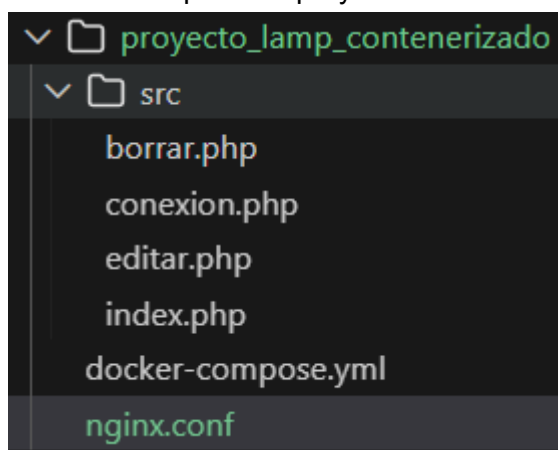 proyecto_lamp_contenerizado
src
borrar.php
conexion.php
editar.php
index.php
docker-compose.yml
nginx.conf